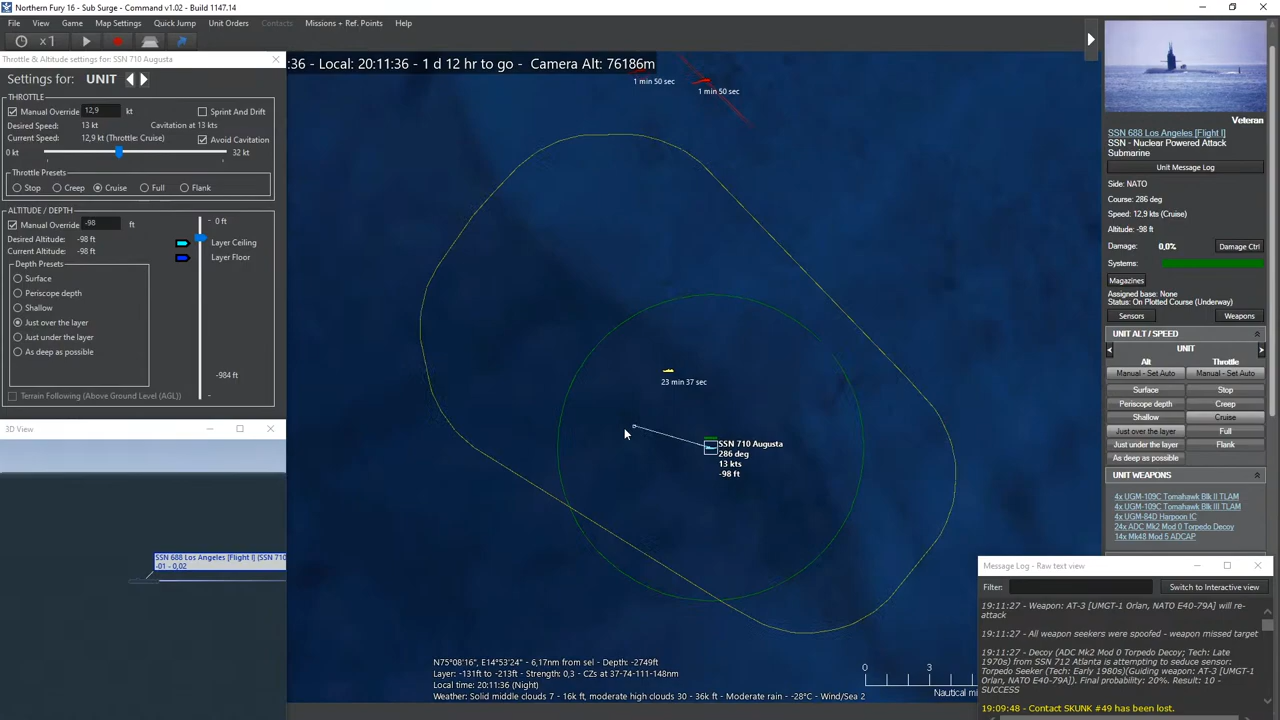 Northern Fury 16 - Sub Surge - Command v1.02 - Build 1147.14
File View Game Map Settings Quick Jump Unit Orders Contacts Missions + Ref. Points Help
x1
Throttle & Altitude settings for: SSN 710 Augusta
Settings for: UNIT
THROTTLE
Manual Override 12,9 kt Sprint And Drift
Desired Speed: 13 kt Cavitation at 13 kts
Current Speed: 12,9 kt (Throttle: Cruise) Avoid Cavitation
0 kt 32 kt
Throttle Presets
Stop Creep Cruise Full Flank
ALTITUDE / DEPTH
Manual Override -98 ft
Desired Altitude: -98 ft
Current Altitude: -98 ft
Depth Presets
Surface
Periscope depth
Shallow
Just over the layer
Just under the layer
As deep as possible
0 ft
Layer Ceiling
Layer Floor
-984 ft
Terrain Following (Above Ground Level (AGL))
3D View
SSN 688 Los Angeles [Flight I] (SSN 710
-01 - 0,02
:36 - Local: 20:11:36 - 1 d 12 hr to go - Camera Alt: 76186m
1 min 50 sec
1 min 50 sec
23 min 37 sec
SSN 710 Augusta
286 deg
13 kts
-98 ft
N75°08'16", E14°53'24" - 6,17nm from sel - Depth: -2749ft
Layer: -131ft to -213ft - Strength: 0,3 - CZs at 37-74-111-148nm
Local time: 20:11:36 (Night)
Weather: Solid middle clouds 7 - 16k ft, moderate high clouds 30 - 36k ft - Moderate rain - -28°C - Wind/Sea 2
0 3
Nautical mi
Veteran
SSN 688 Los Angeles [Flight I]
SSN - Nuclear Powered Attack
Submarine
Unit Message Log
Side: NATO
Course: 286 deg
Speed: 12,9 kts (Cruise)
Altitude: -98 ft
Damage: 0,0% Damage Ctrl
Systems:
Magazines
Assigned base: None
Status: On Plotted Course (Underway)
Sensors Weapons
UNIT ALT / SPEED
UNIT
Alt Throttle
Manual - Set Auto Manual - Set Auto
Surface Stop
Periscope depth Creep
Shallow Cruise
Just over the layer Full
Just under the layer Flank
As deep as possible
UNIT WEAPONS
4x UGM-109C Tomahawk Blk II TLAM
4x UGM-109C Tomahawk Blk III TLAM
4x UGM-84D Harpoon IC
24x ADC Mk2 Mod 0 Torpedo Decoy
14x Mk48 Mod 5 ADCAP
Message Log - Raw text view
Filter: Switch to Interactive view
19:11:27 - Weapon: AT-3 [UMGT-1 Orlan, NATO E40-79A] will re-
attack
19:11:27 - All weapon seekers were spoofed - weapon missed target
19:11:27 - Decoy (ADC Mk2 Mod 0 Torpedo Decoy; Tech: Late
1970s) from SSN 712 Atlanta is attempting to seduce sensor:
Torpedo Seeker (Tech: Early 1980s)(Guiding weapon: AT-3 [UMGT-
1 Orlan, NATO E40-79A]). Final probability: 20%. Result: 10 -
SUCCESS
19:09:48 - Contact SKUNK #49 has been lost.